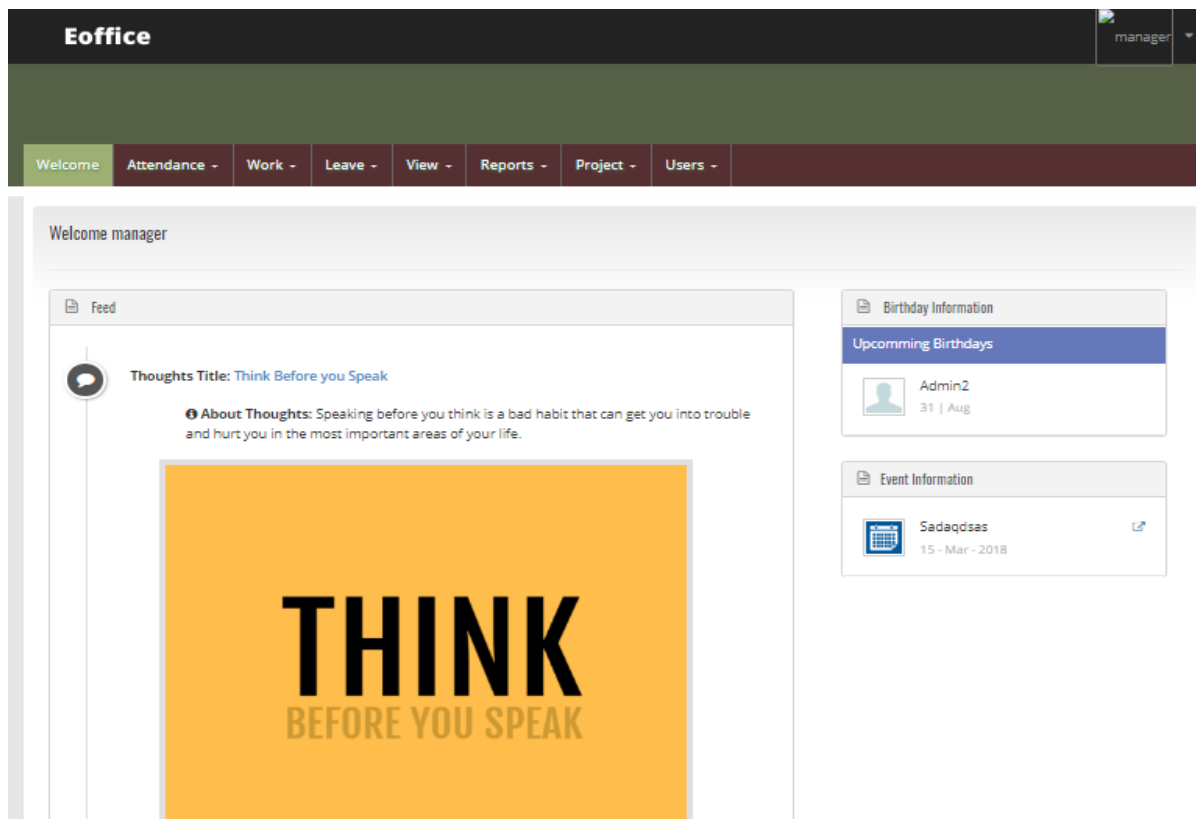 Eoffice
manager
Welcome Attendance Work Leave View Reports Project Users
Welcome manager
Feed
Thoughts Title: Think Before you Speak
About Thoughts: Speaking before you think is a bad habit that can get you into trouble
and hurt you in the most important areas of your life.
THINK
BEFORE YOU SPEAK
Birthday Information
Upcomming Birthdays
Admin2
31 | Aug
Event Information
Sadaqdsas
15 - Mar - 2018